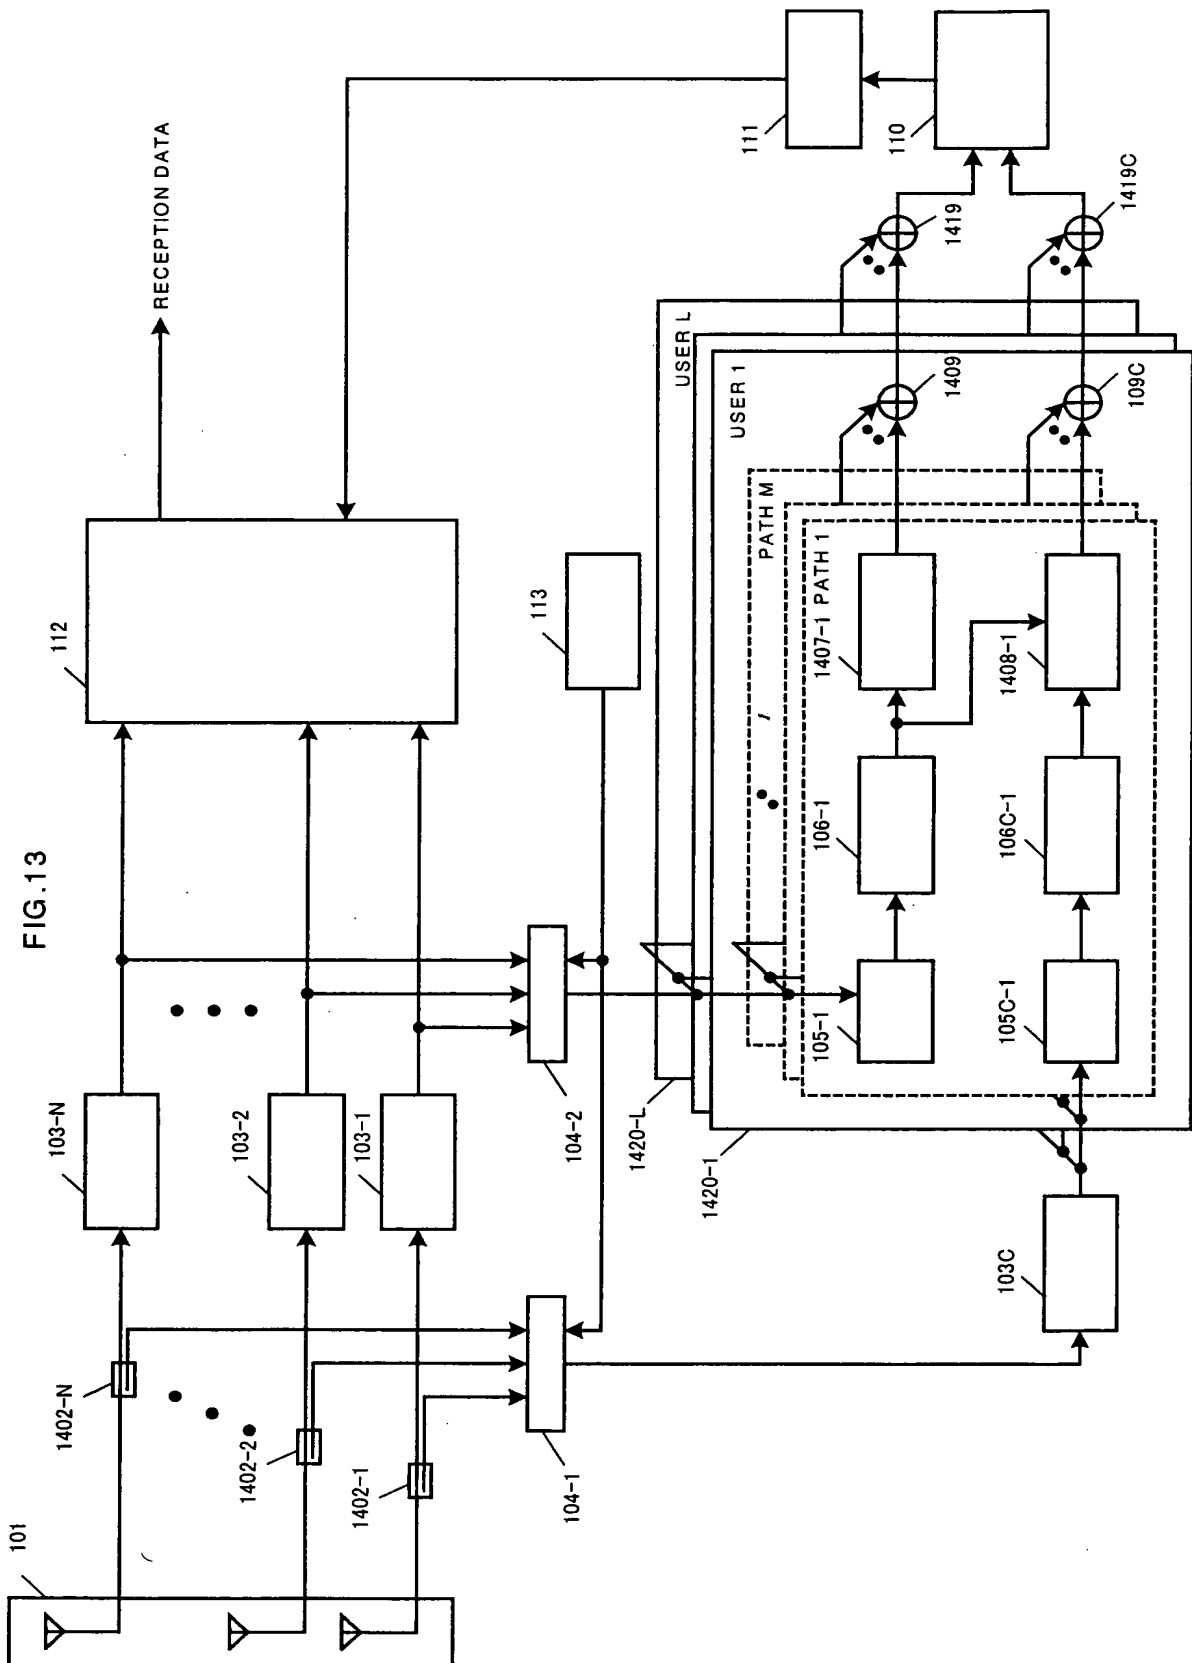 FIG.13
101
1402-N
1402-2
1402-1
103-N
103-2
103-1
104-1
104-2
112
113
RECEPTION DATA
111
110
103C
1420-1
1420-L
USER L
USER 1
PATH M
PATH 1
105-1
106-1
1407-1
105C-1
106C-1
1408-1
1409
109C
1419
1419C